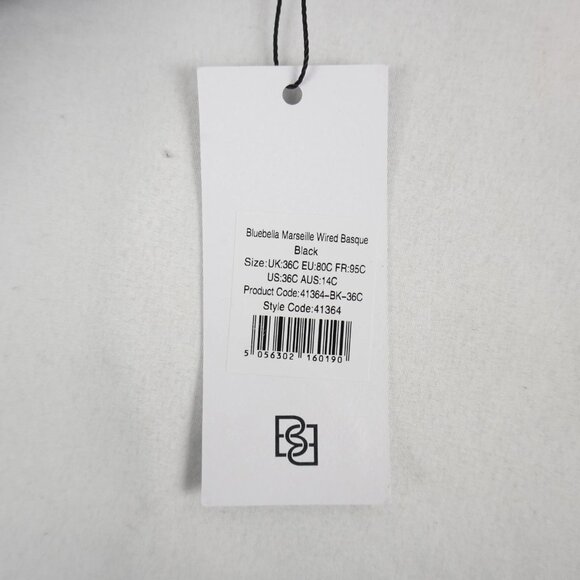 Bluebella Marseille Wired Basque
Black
Size:UK:36C EU:80C FR:95C
US:36C AUS:14C
Product Code:41364-BK-36C
Style Code:41364
5 056302 160190